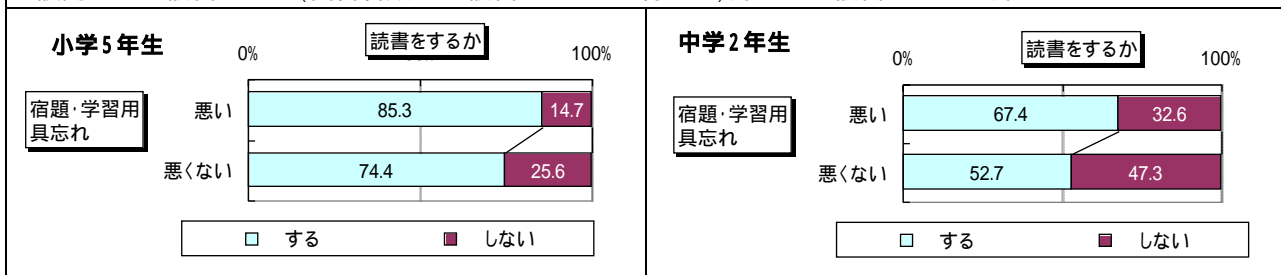 小学5年生
読書をするか
0%
100%
宿題・学習用
具忘れ
悪い
85.3
14.7
悪くない
74.4
25.6
する
しない
中学2年生
読書をするか
0%
100%
宿題・学習用
具忘れ
悪い
67.4
32.6
悪くない
52.7
47.3
する
しない